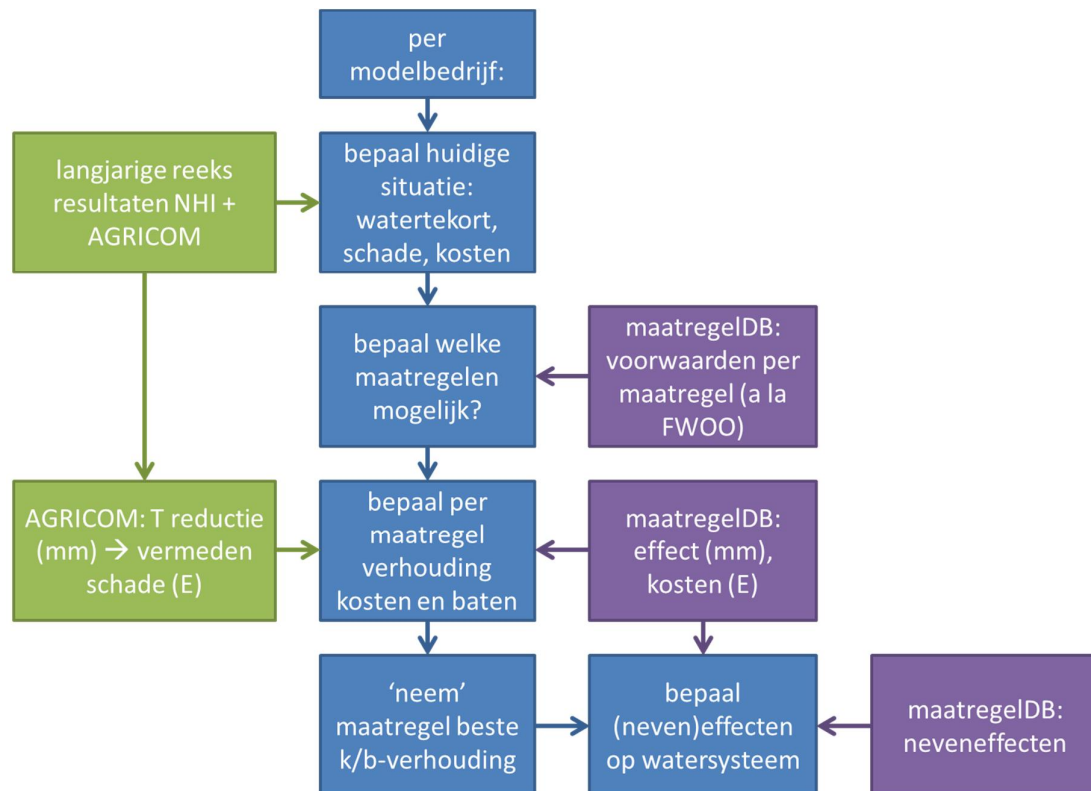 per
modelbedrijf:
langjarige reeks
resultaten NHI +
AGRICOM
bepaal huidige
situatie:
watertekort,
schade, kosten
bepaal welke
maatregelen
mogelijk?
maatregelDB:
voorwaarden per
maatregel (a la
FWOO)
AGRICOM: T reductie
(mm) → vermeden
schade (E)
bepaal per
maatregel
verhouding
kosten en baten
maatregelDB:
effect (mm),
kosten (E)
‘neem’
maatregel beste
k/b-verhouding
bepaal
(neven)effecten
op watersysteem
maatregelDB:
neveneffecten